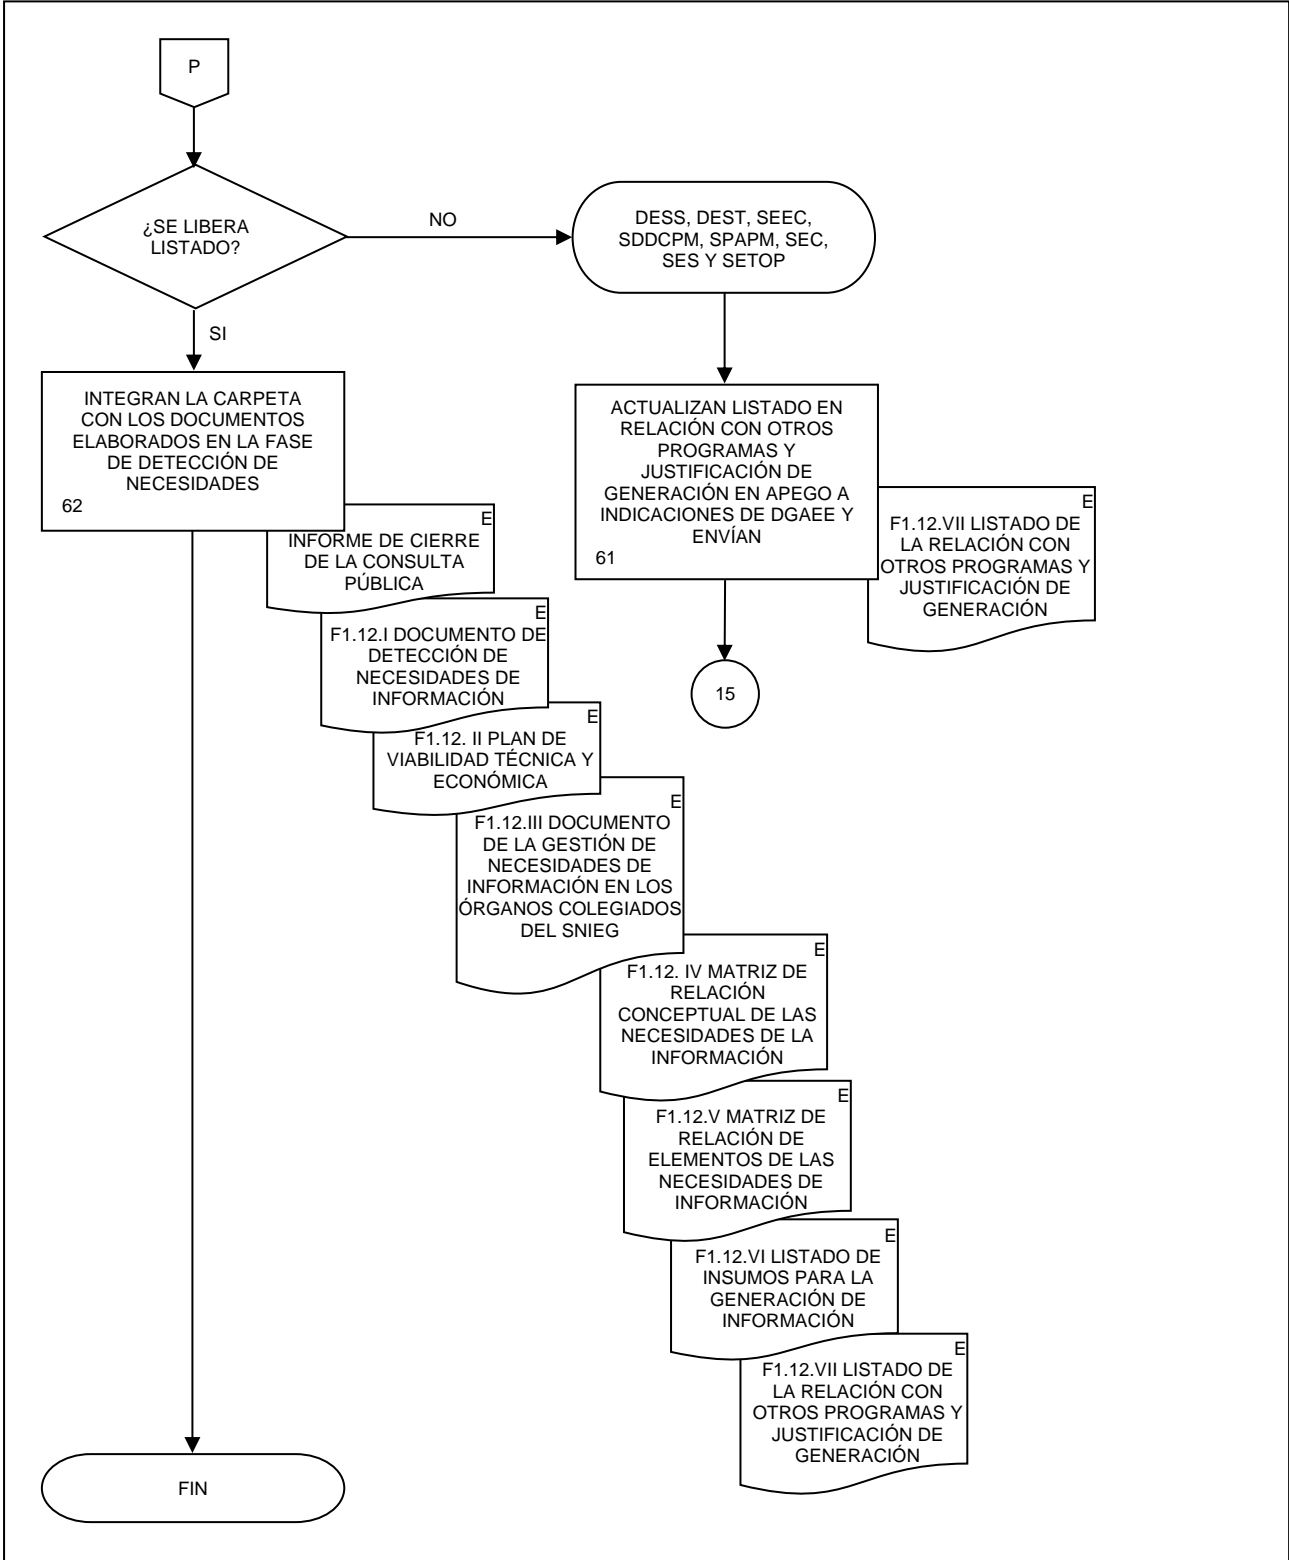 P
¿SE LIBERA
LISTADO?
NO
DESS, DEST, SEEC,
SDDCPM, SPAPM, SEC,
SES Y SETOP
SI
INTEGRAN LA CARPETA
CON LOS DOCUMENTOS
ELABORADOS EN LA FASE
DE DETECCIÓN DE
NECESIDADES
62
ACTUALIZAN LISTADO EN
RELACIÓN CON OTROS
PROGRAMAS Y
JUSTIFICACIÓN DE
GENERACIÓN EN APEGO A
INDICACIONES DE DGAEE Y
ENVÍAN
61
E
F1.12.VII LISTADO DE
LA RELACIÓN CON
OTROS PROGRAMAS Y
JUSTIFICACIÓN DE
GENERACIÓN
15
E
INFORME DE CIERRE
DE LA CONSULTA
PÚBLICA
E
F1.12.I DOCUMENTO DE
DETECCIÓN DE
NECESIDADES DE
INFORMACIÓN
E
F1.12. II PLAN DE
VIABILIDAD TÉCNICA Y
ECONÓMICA
E
F1.12.III DOCUMENTO
DE LA GESTIÓN DE
NECESIDADES DE
INFORMACIÓN EN LOS
ÓRGANOS COLEGIADOS
DEL SNIEG
E
F1.12. IV MATRIZ DE
RELACIÓN
CONCEPTUAL DE LAS
NECESIDADES DE LA
INFORMACIÓN
E
F1.12.V MATRIZ DE
RELACIÓN DE
ELEMENTOS DE LAS
NECESIDADES DE
INFORMACIÓN
E
F1.12.VI LISTADO DE
INSUMOS PARA LA
GENERACIÓN DE
INFORMACIÓN
E
F1.12.VII LISTADO DE
LA RELACIÓN CON
OTROS PROGRAMAS Y
JUSTIFICACIÓN DE
GENERACIÓN
FIN